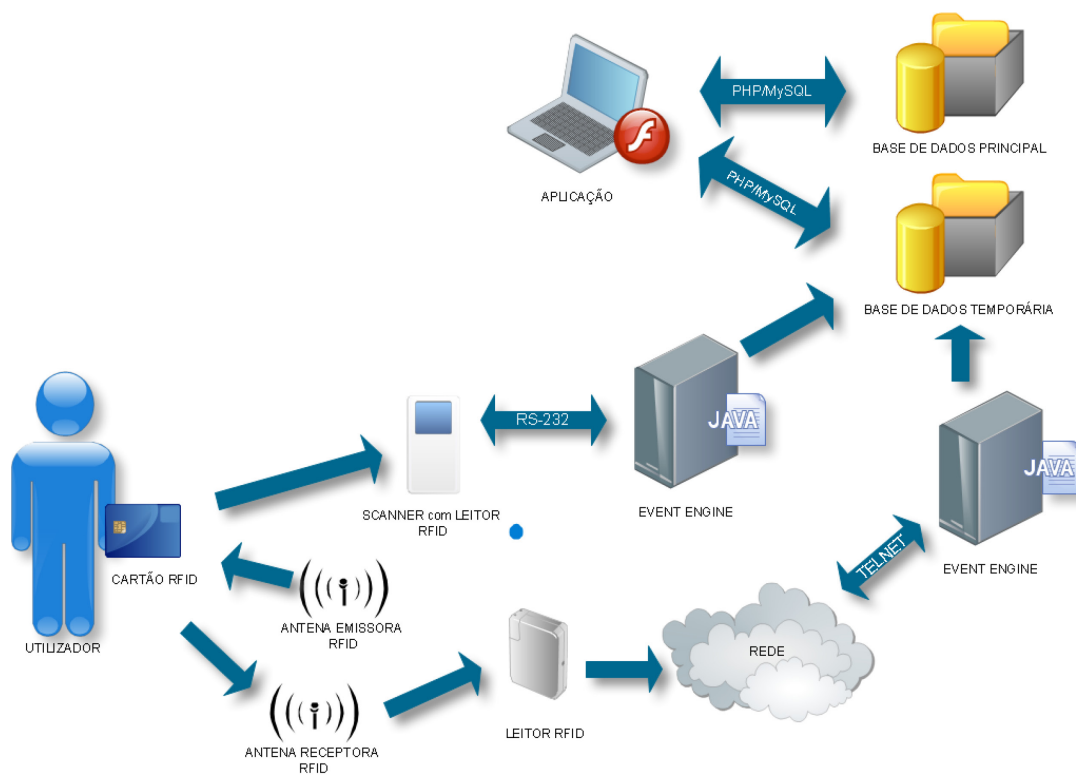 PHP/MySQL
BASE DE DADOS PRINCIPAL
APLICAÇÃO
PHP/MySQL
BASE DE DADOS TEMPORÁRIA
RS-232
JAVA
JAVA
SCANNER com LEITOR
RFID
EVENT ENGINE
TELNET
EVENT ENGINE
CARTÃO RFID
ANTENA EMISSORA
RFID
UTILIZADOR
REDE
LEITOR RFID
ANTENA RECEPTORA
RFID